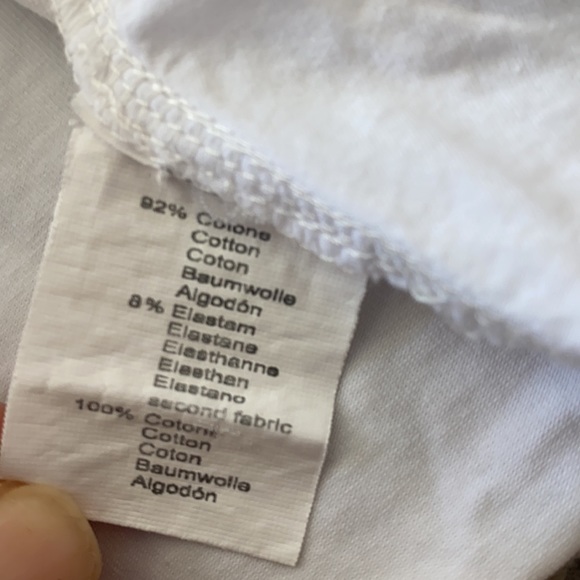 92% Cotone
Cotton
Coton
Baumwolle
Algodón
8% Elastam
Elastane
Elasthanne
Elasthan
Elastano
second fabric
100% Cotone
Cotton
Coton
Baumwolle
Algodón